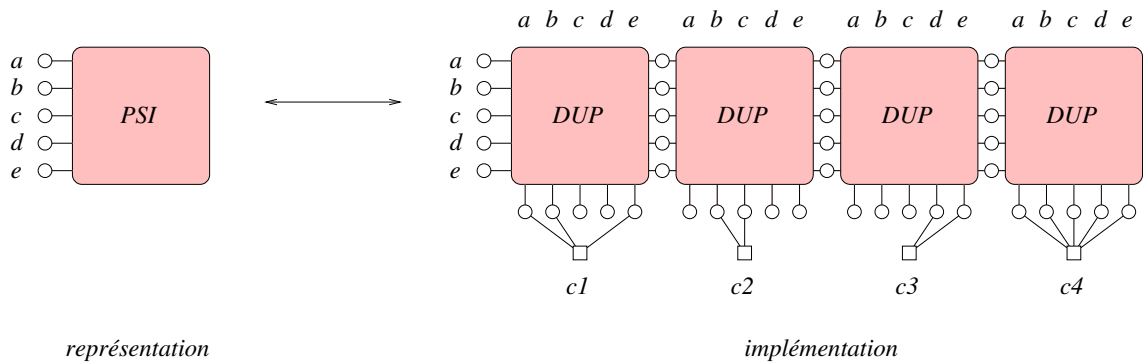 a b c d e a b c d e a b c d e a b c d e
a
b
c
d
e
PSI
a
b
c
d
e
DUP DUP DUP DUP
c1 c2 c3 c4
représentation implémentation